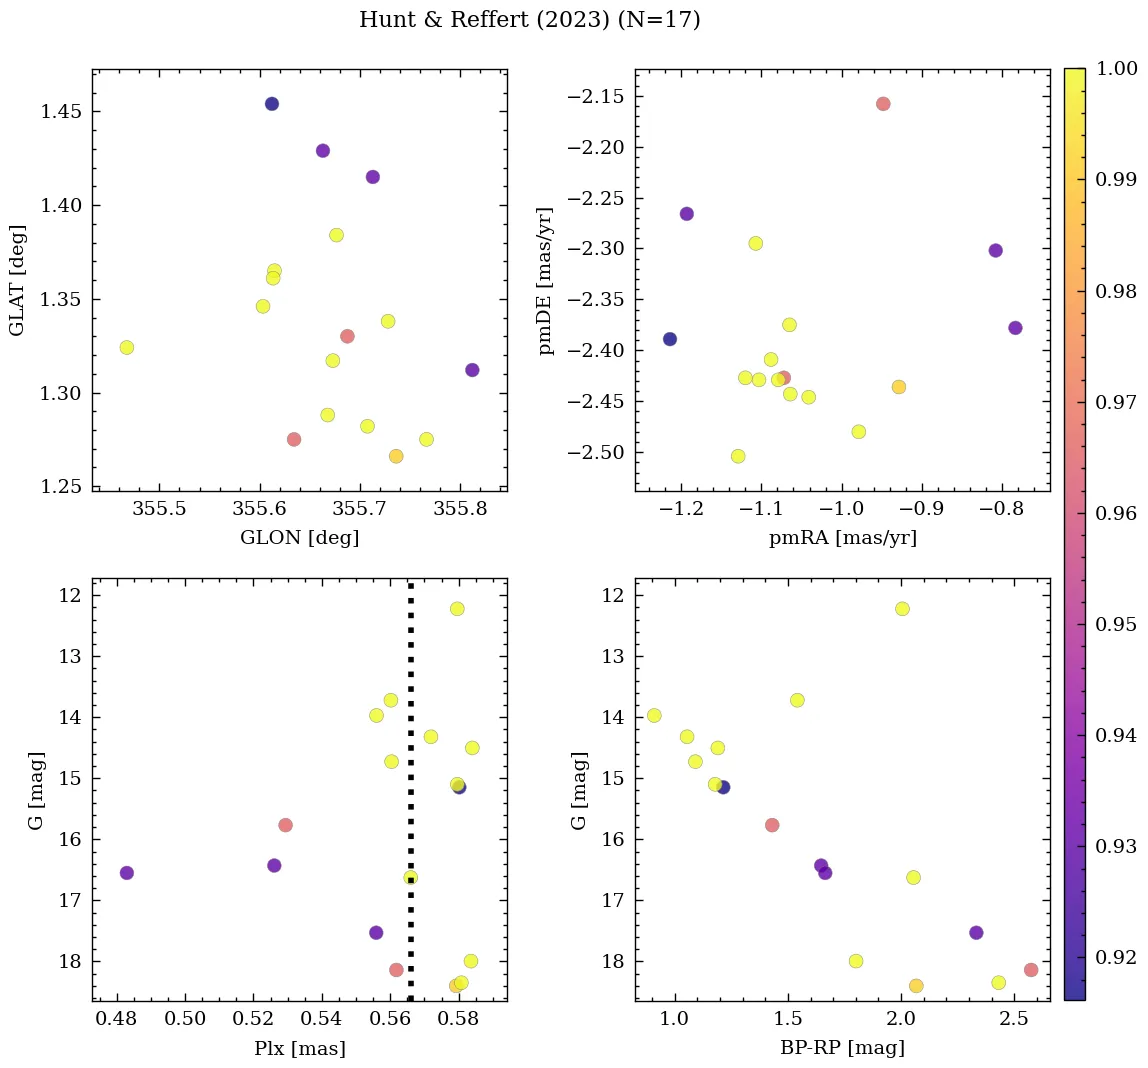 Hunt & Reffert (2023) (N=17)
1.45
1.40
1.35
1.30
1.25
GLAT [deg]
355.5 355.6 355.7 355.8
GLON [deg]
−2.15
−2.20
−2.25
−2.30
−2.35
−2.40
−2.45
−2.50
pmDE [mas/yr]
−1.2 −1.1 −1.0 −0.9 −0.8
pmRA [mas/yr]
1.00
0.99
0.98
0.97
0.96
0.95
0.94
0.93
0.92
12
13
14
15
16
17
18
G [mag]
0.48 0.50 0.52 0.54 0.56 0.58
Plx [mas]
12
13
14
15
16
17
18
G [mag]
1.0 1.5 2.0 2.5
BP-RP [mag]